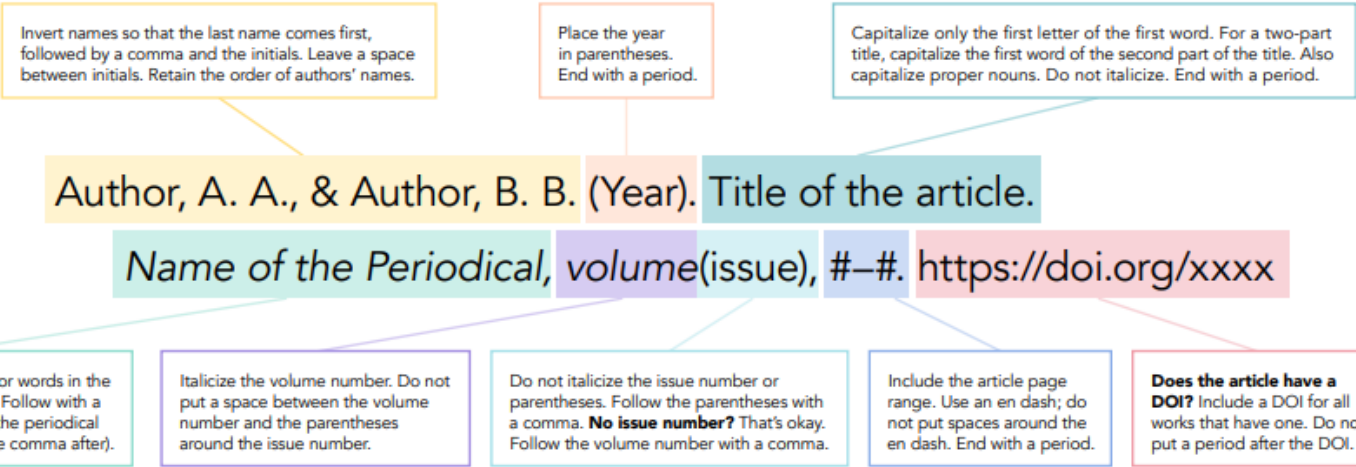 Invert names so that the last name comes first,
followed by a comma and the initials. Leave a space
between initials. Retain the order of authors' names.
Place the year
in parentheses.
End with a period.
Capitalize only the first letter of the first word. For a two-part
title, capitalize the first word of the second part of the title. Also
capitalize proper nouns. Do not italicize. End with a period.
Author, A. A., & Author, B. B. (Year). Title of the article.
Name of the Periodical, volume(issue), #–#. https://doi.org/xxxx
or words in the
Follow with a
he periodical
e comma after).
Italicize the volume number. Do not
put a space between the volume
number and the parentheses
around the issue number.
Do not italicize the issue number or
parentheses. Follow the parentheses with
a comma. No issue number? That's okay.
Follow the volume number with a comma.
Include the article page
range. Use an en dash; do
not put spaces around the
en dash. End with a period.
Does the article have a
DOI? Include a DOI for all
works that have one. Do no
put a period after the DOI.